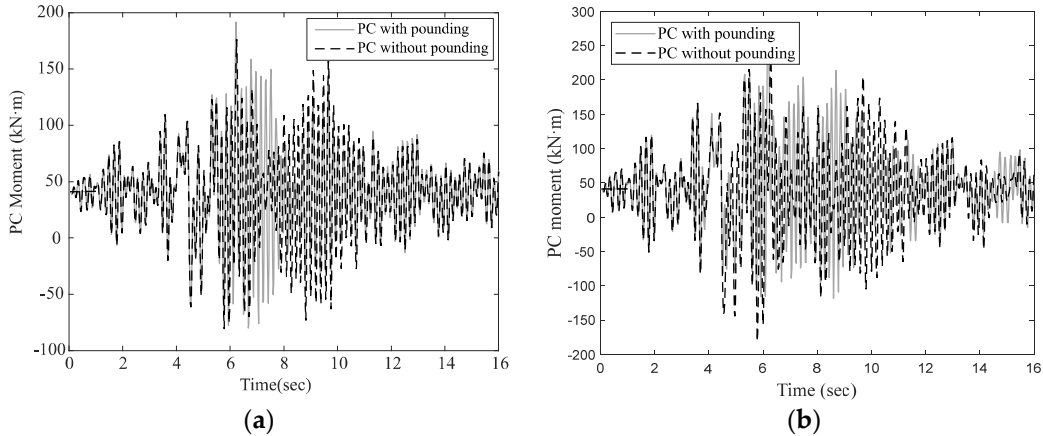 200
150
100
50
0
-50
-100
PC Moment (kN·m)
PC with pounding
PC without pounding
0 2 4 6 8 10 12 14 16
Time(sec)
(a)
300
250
200
150
100
50
0
-50
-100
-150
-200
PC moment (kN·m)
PC with pounding
PC without pounding
0 2 4 6 8 10 12 14 16
Time (sec)
(b)